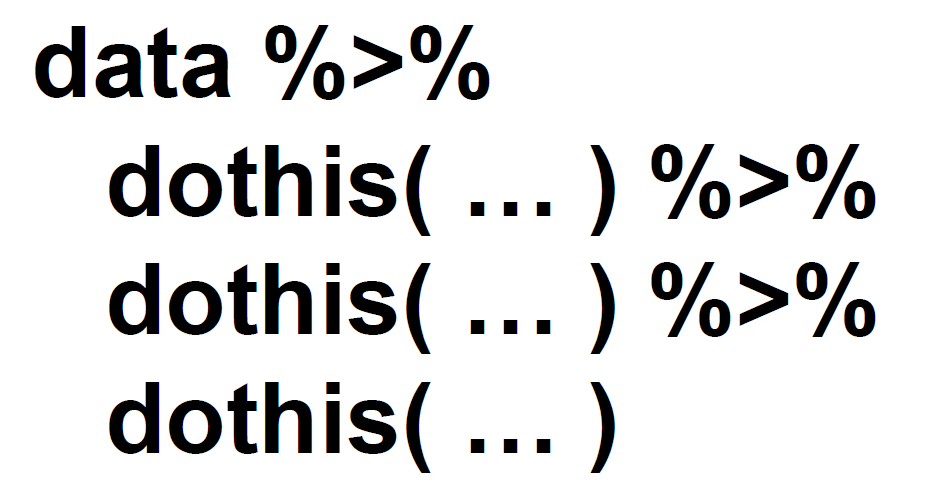 data %>%
dothis( … ) %>%
dothis( … ) %>%
dothis( … )